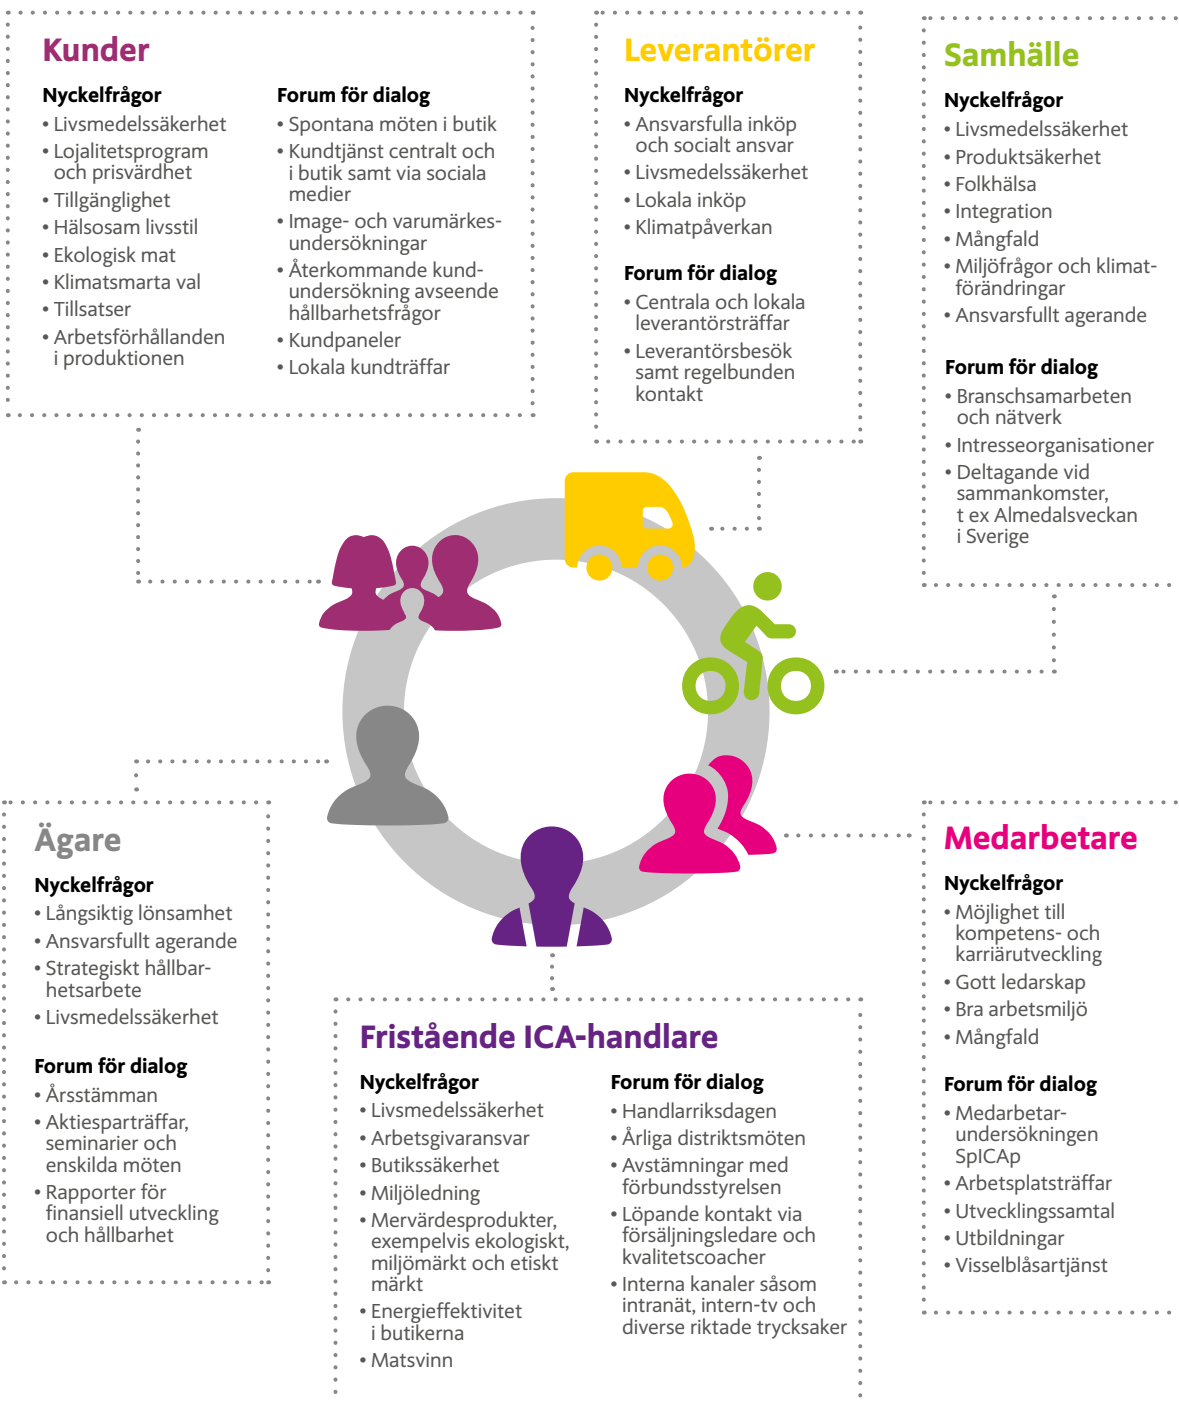 Kunder
Nyckelfrågor
• Livsmedelssäkerhet
• Lojalitetsprogram
och prisvärdhet
• Tillgänglighet
• Hälsosam livsstil
• Ekologisk mat
• Klimatsmarta val
• Tillsatser
• Arbetsförhållanden
i produktionen
Forum för dialog
• Spontana möten i butik
• Kundtjänst centralt och
i butik samt via sociala
medier
• Image- och varumärkes-
undersökningar
• Återkommande kund-
undersökning avseende
hållbarhetsfrågor
• Kundpaneler
• Lokala kundträffar
Leverantörer
Nyckelfrågor
• Ansvarsfulla inköp
och socialt ansvar
• Livsmedelssäkerhet
• Lokala inköp
• Klimatpåverkan
Forum för dialog
• Centrala och lokala
leverantörsträffar
• Leverantörsbesök
samt regelbunden
kontakt
Samhälle
Nyckelfrågor
• Livsmedelssäkerhet
• Produktsäkerhet
• Folkhälsa
• Integration
• Mångfald
• Miljöfrågor och klimat-
förändringar
• Ansvarsfullt agerande
Forum för dialog
• Branschsamarbeten
och nätverk
• Intresseorganisationer
• Deltagande vid
sammankomster,
t ex Almedalsveckan
i Sverige
Ägare
Nyckelfrågor
• Långsiktig lönsamhet
• Ansvarsfullt agerande
• Strategiskt hållbar-
hetsarbete
• Livsmedelssäkerhet
Forum för dialog
• Årsstämman
• Aktiesparträffar,
seminarier och
enskilda möten
• Rapporter för
finansiell utveckling
och hållbarhet
Fristående ICA-handlare
Nyckelfrågor
• Livsmedelssäkerhet
• Arbetsgivaransvar
• Butikssäkerhet
• Miljöledning
• Mervärdesprodukter,
exempelvis ekologiskt,
miljömärkt och etiskt
märkt
• Energieffektivitet
i butikerna
• Matsvinn
Forum för dialog
• Handlarriksdagen
• Årliga distriktsmöten
• Avstämningar med
förbundsstyrelsen
• Löpande kontakt via
försäljningsledare och
kvalitetscoacher
• Interna kanaler såsom
intranät, intern-tv och
diverse riktade trycksaker
Medarbetare
Nyckelfrågor
• Möjlighet till
kompetens- och
karriärutveckling
• Gott ledarskap
• Bra arbetsmiljö
• Mångfald
Forum för dialog
• Medarbetar-
undersökningen
SpICAp
• Arbetsplatsträffar
• Utvecklingssamtal
• Utbildningar
• Visselblåsartjänst